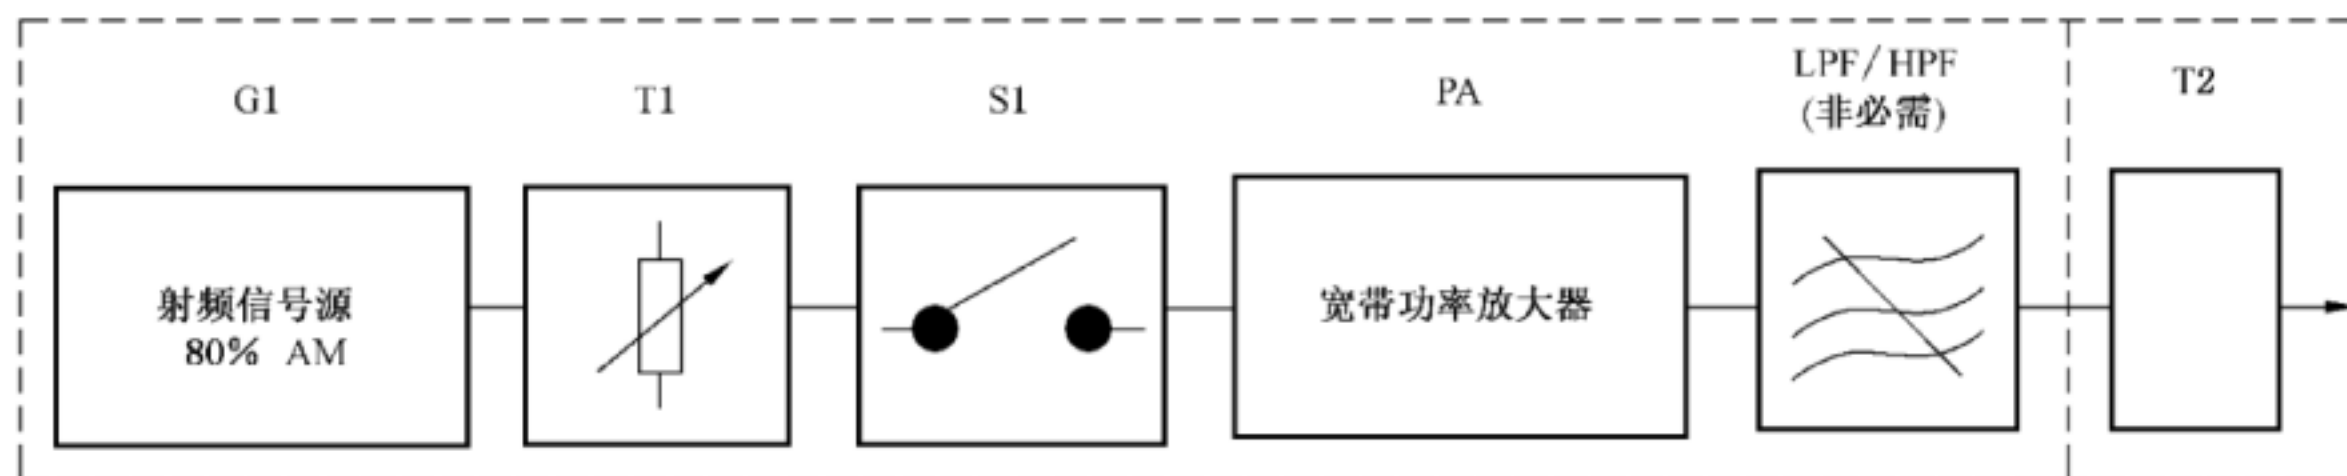 G1
T1
S1
PA
LPF/HPF
(非必需)
T2
射频信号源
80% AM
宽带功率放大器